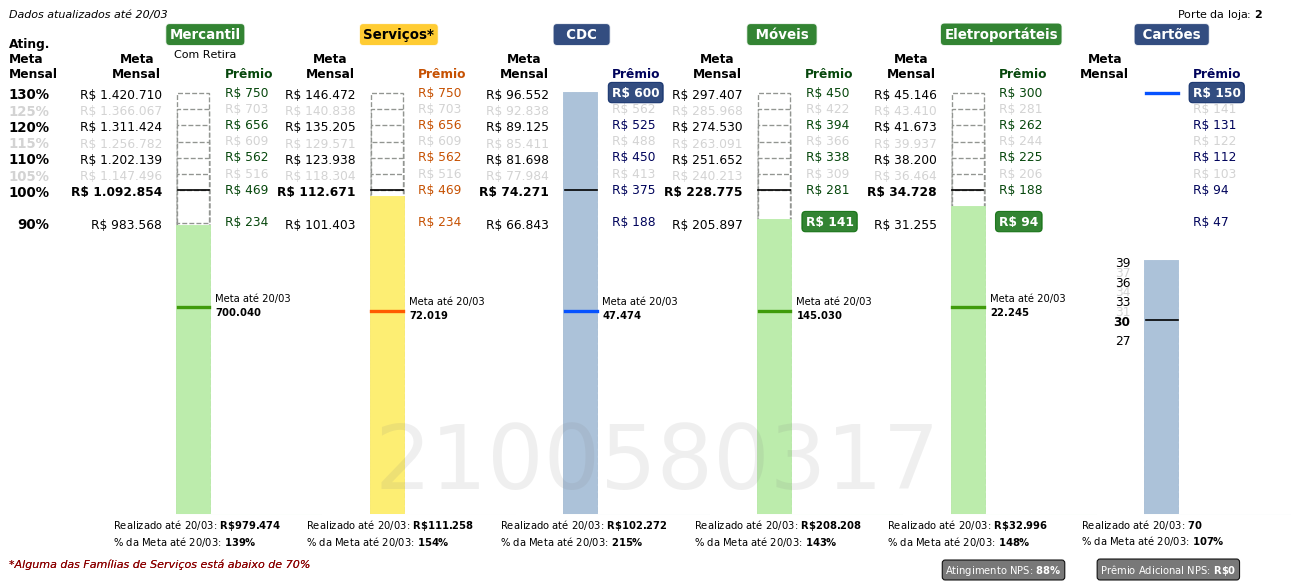 Dados atualizados até 20/03
Porte da loja: 2
Mercantil Serviços* CDC Móveis Eletroportáteis Cartões
Com Retira
Ating. Meta Mensal
Meta Mensal Prêmio Meta Mensal Prêmio Meta Mensal Prêmio Meta Mensal Prêmio Meta Mensal Prêmio Meta Mensal Prêmio
130% R$ 1.420.710 R$ 750 R$ 146.472 R$ 750 R$ 96.552 R$ 600 R$ 297.407 R$ 450 R$ 45.146 R$ 300 R$ 150
125% R$ 1.366.067 R$ 703 R$ 140.838 R$ 703 R$ 92.838 R$ 562 R$ 285.968 R$ 422 R$ 43.410 R$ 281 R$ 141
120% R$ 1.311.424 R$ 656 R$ 135.205 R$ 656 R$ 89.125 R$ 525 R$ 274.530 R$ 394 R$ 41.673 R$ 262 R$ 131
115% R$ 1.256.782 R$ 609 R$ 129.571 R$ 609 R$ 85.411 R$ 488 R$ 263.091 R$ 366 R$ 39.937 R$ 244 R$ 122
110% R$ 1.202.139 R$ 562 R$ 123.938 R$ 562 R$ 81.698 R$ 450 R$ 251.652 R$ 338 R$ 38.200 R$ 225 R$ 112
105% R$ 1.147.496 R$ 516 R$ 118.304 R$ 516 R$ 77.984 R$ 413 R$ 240.213 R$ 309 R$ 36.464 R$ 206 R$ 103
100% R$ 1.092.854 R$ 469 R$ 112.671 R$ 469 R$ 74.271 R$ 375 R$ 228.775 R$ 281 R$ 34.728 R$ 188 R$ 94
90% R$ 983.568 R$ 234 R$ 101.403 R$ 234 R$ 66.843 R$ 188 R$ 205.897 R$ 141 R$ 31.255 R$ 94 R$ 47
39
36
33
30
27
Meta até 20/03 Meta até 20/03 Meta até 20/03 Meta até 20/03 Meta até 20/03
700.040 72.019 47.474 145.030 22.245
2100580317
Realizado até 20/03: R$979.474 Realizado até 20/03: R$111.258 Realizado até 20/03: R$102.272 Realizado até 20/03: R$208.208 Realizado até 20/03: R$32.996 Realizado até 20/03: 70
% da Meta até 20/03: 139% % da Meta até 20/03: 154% % da Meta até 20/03: 215% % da Meta até 20/03: 143% % da Meta até 20/03: 148% % da Meta até 20/03: 107%
*Alguma das Famílias de Serviços está abaixo de 70%
Atingimento NPS: 88% Prêmio Adicional NPS: R$0